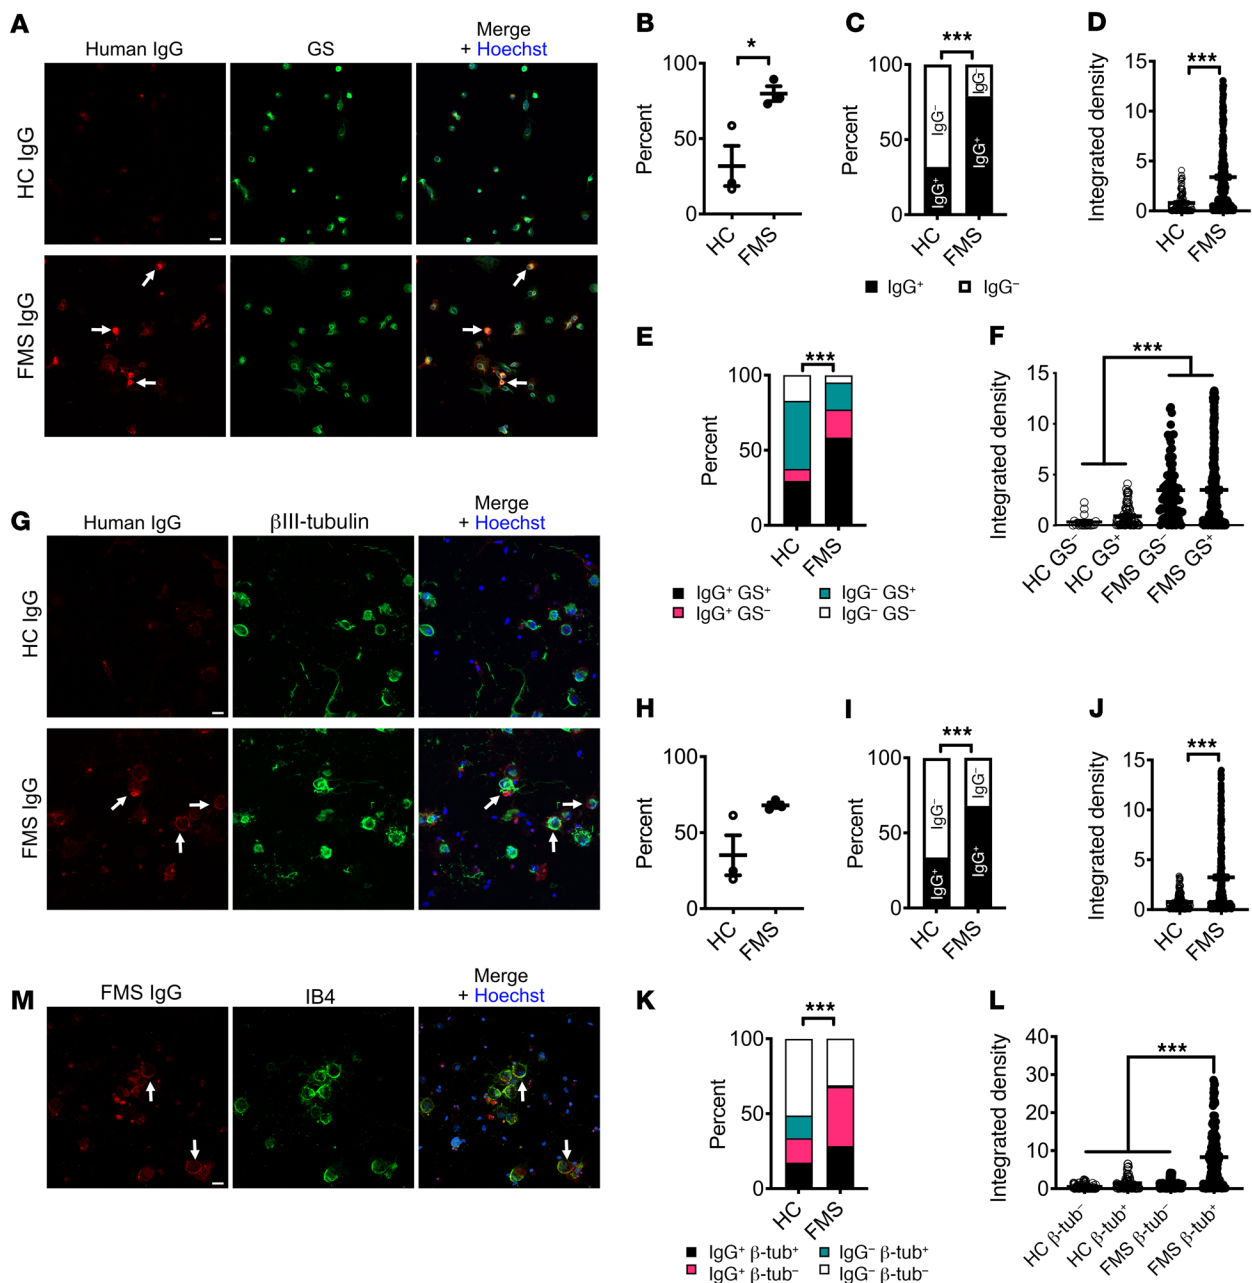 A
Human IgG
GS
Merge
+ Hoechst
HC IgG
FMS IgG
B
Percent
100
50
0
*
HC
FMS
C
Percent
100
50
0
***
IgG⁻
IgG⁺
IgG⁻
IgG⁺
HC
FMS
IgG⁺
IgG⁻
D
Integrated density
15
10
5
0
***
HC
FMS
E
Percent
100
50
0
***
HC
FMS
IgG⁺ GS⁺
IgG⁻ GS⁺
IgG⁺ GS⁻
IgG⁻ GS⁻
F
Integrated density
15
10
5
0
***
HC GS⁻
HC GS⁺
FMS GS⁻
FMS GS⁺
G
Human IgG
βIII-tubulin
Merge
+ Hoechst
HC IgG
FMS IgG
H
Percent
100
50
0
HC
FMS
I
Percent
100
50
0
***
IgG⁻
IgG⁺
IgG⁻
IgG⁺
HC
FMS
J
Integrated density
15
10
5
0
***
HC
FMS
M
FMS IgG
IB4
Merge
+ Hoechst
K
Percent
100
50
0
***
HC
FMS
IgG⁺ β-tub⁺
IgG⁻ β-tub⁺
IgG⁺ β-tub⁻
IgG⁻ β-tub⁻
L
Integrated density
40
30
20
10
0
***
HC β-tub⁻
HC β-tub⁺
FMS β-tub⁻
FMS β-tub⁺